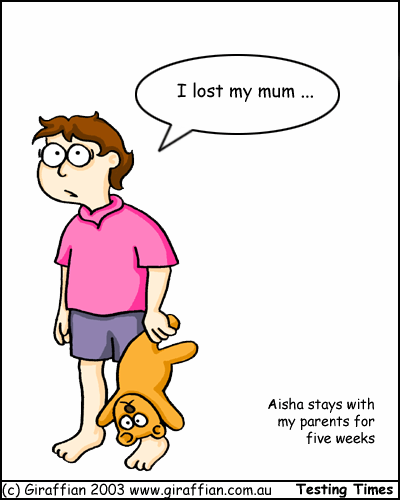 I lost my mum ...
Aisha stays with
my parents for
five weeks
(c) Giraffian 2003 www.giraffian.com.au Testing Times